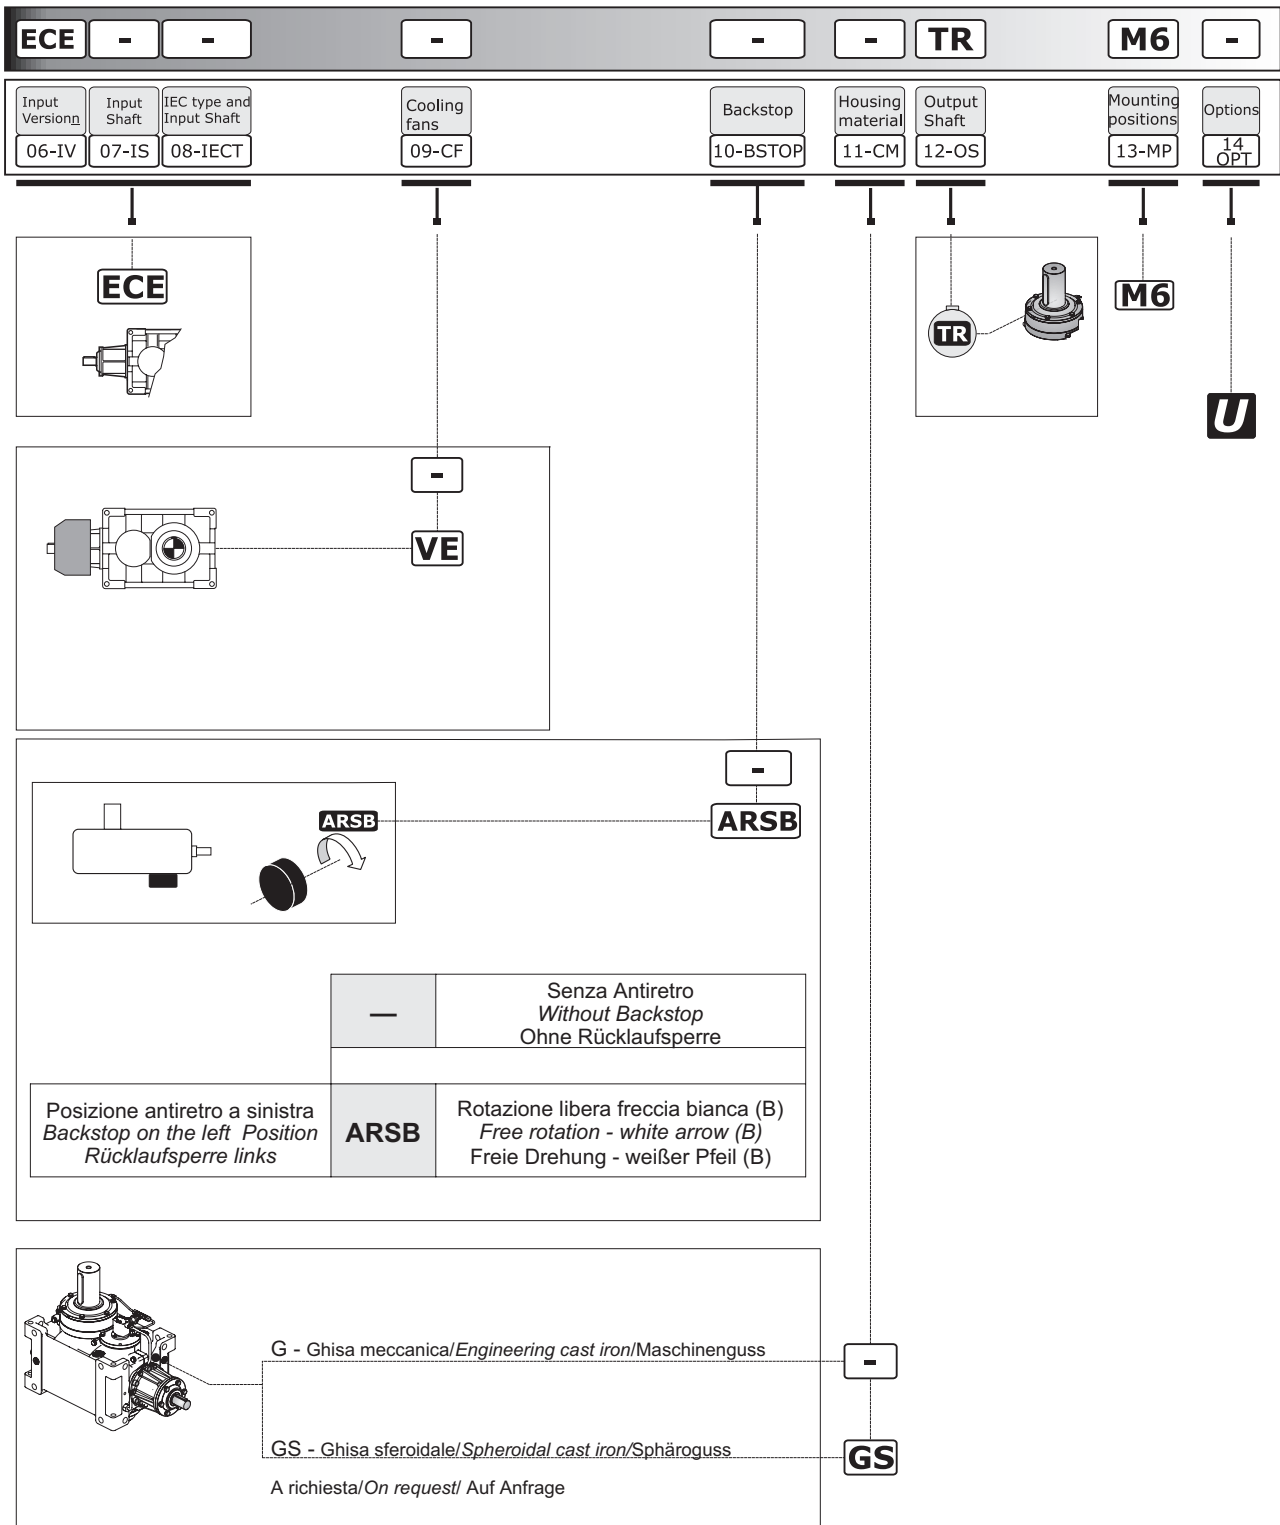 ECE - - - - - TR M6 -
Input Version Input Shaft IEC type and Input Shaft Cooling fans Backstop Housing material Output Shaft Mounting positions Options
06-IV 07-IS 08-IECT 09-CF 10-BSTOP 11-CM 12-OS 13-MP 14 OPT
ECE
TR
M6
U
-
VE
-
ARSB
ARSB
— Senza Antiretro
Without Backstop
Ohne Rücklaufsperre
Posizione antiretro a sinistra
Backstop on the left Position
Rücklaufsperre links
ARSB
Rotazione libera freccia bianca (B)
Free rotation - white arrow (B)
Freie Drehung - weißer Pfeil (B)
G - Ghisa meccanica/Engineering cast iron/Maschinenguss
-
GS - Ghisa sferoidale/Spheroidal cast iron/Sphäroguss
GS
A richiesta/On request/ Auf Anfrage